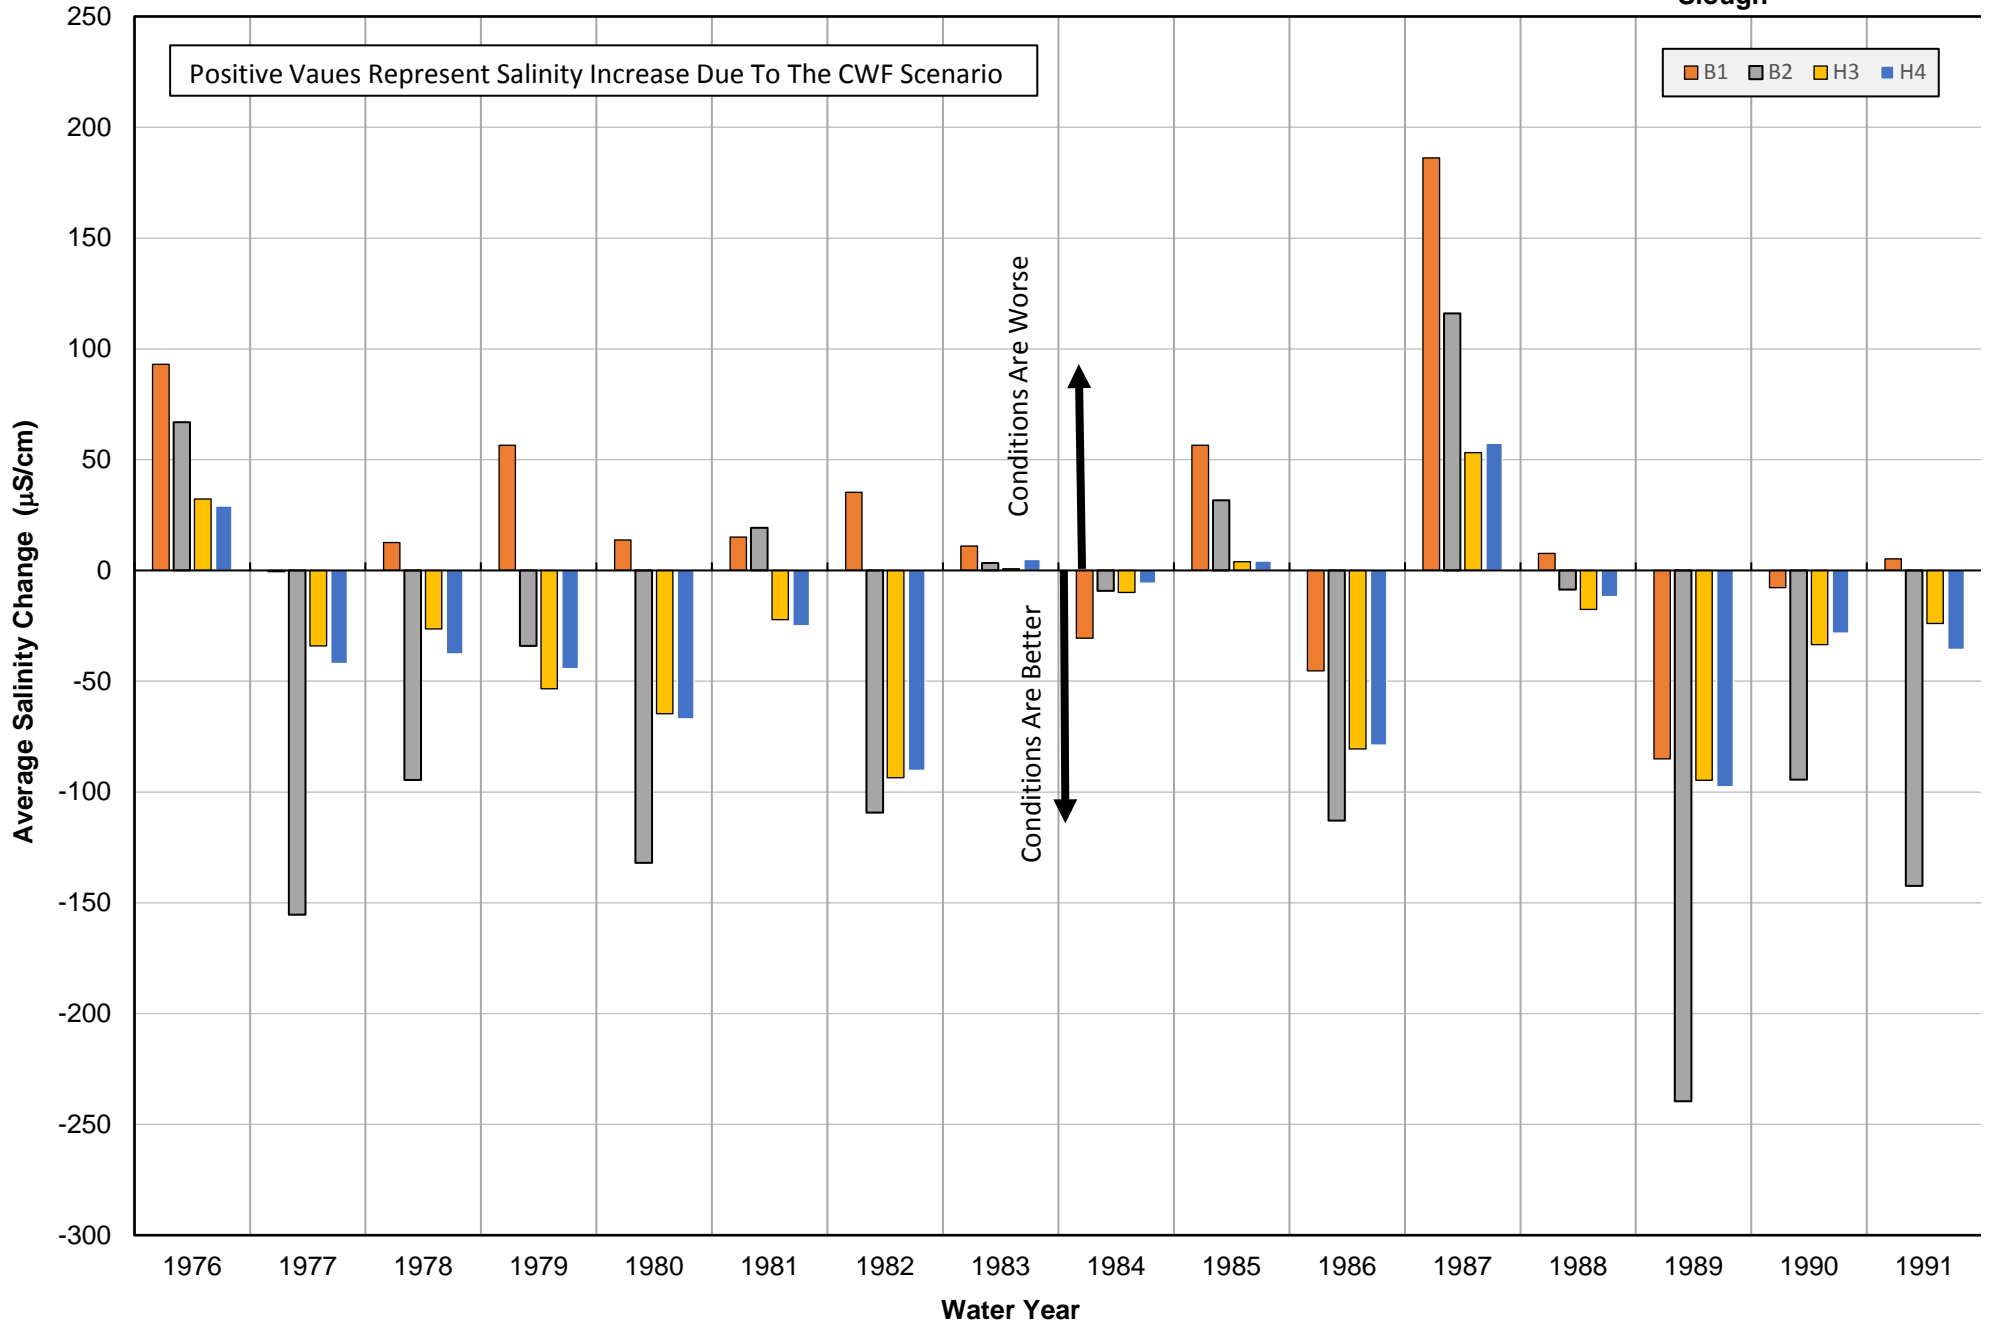 Positive Vaues Represent Salinity Increase Due To The CWF Scenario
B1 B2 H3 H4
250
200
150
100
50
0
-50
-100
-150
-200
-250
-300
Average Salinity Change (µS/cm)
Conditions Are Worse
Conditions Are Better
1976 1977 1978 1979 1980 1981 1982 1983 1984 1985 1986 1987 1988 1989 1990 1991
Water Year